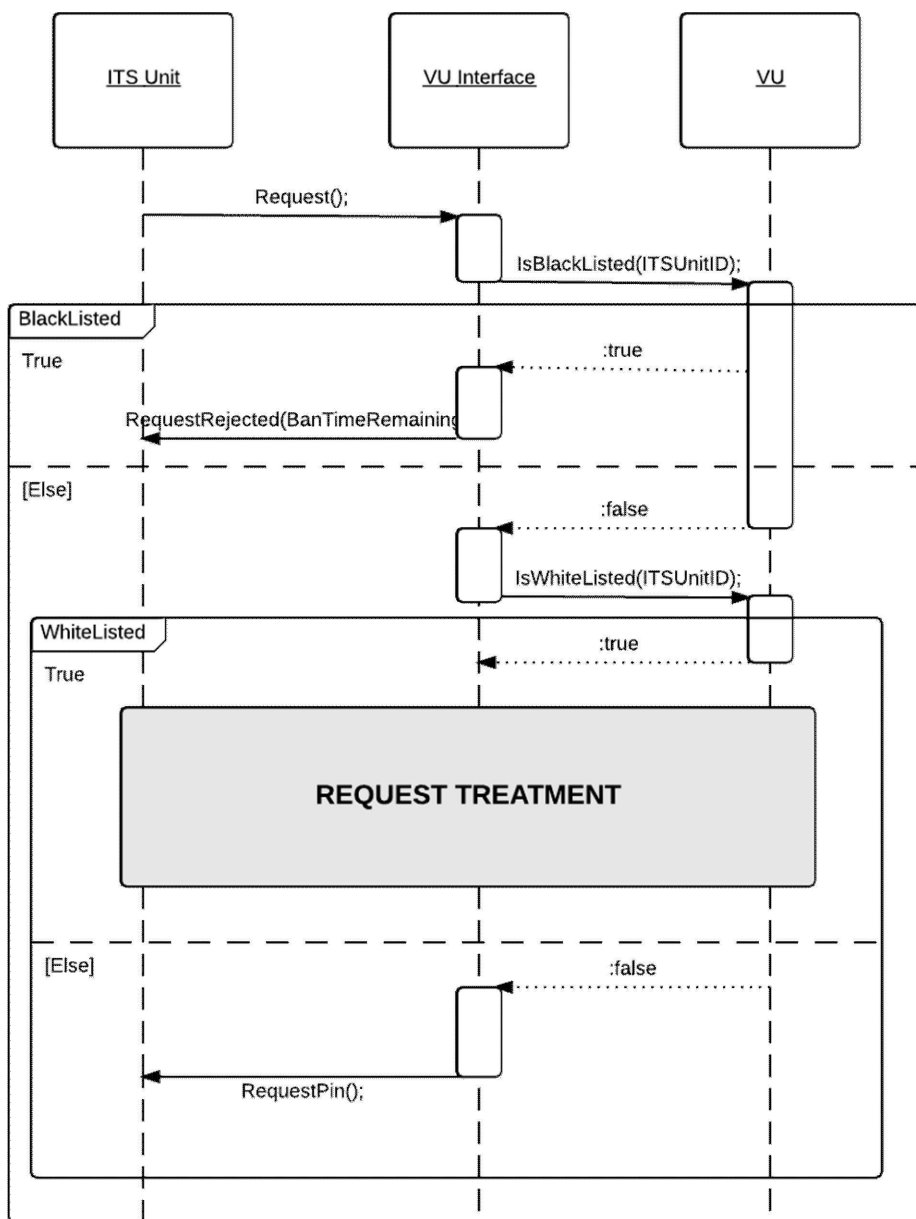 ITS Unit
VU Interface
VU
Request();
IsBlackListed(ITSUnitID);
BlackListed
True
:true
RequestRejected(BanTimeRemaining
[Else]
:false
IsWhiteListed(ITSUnitID);
WhiteListed
:true
True
REQUEST TREATMENT
[Else]
:false
RequestPin();